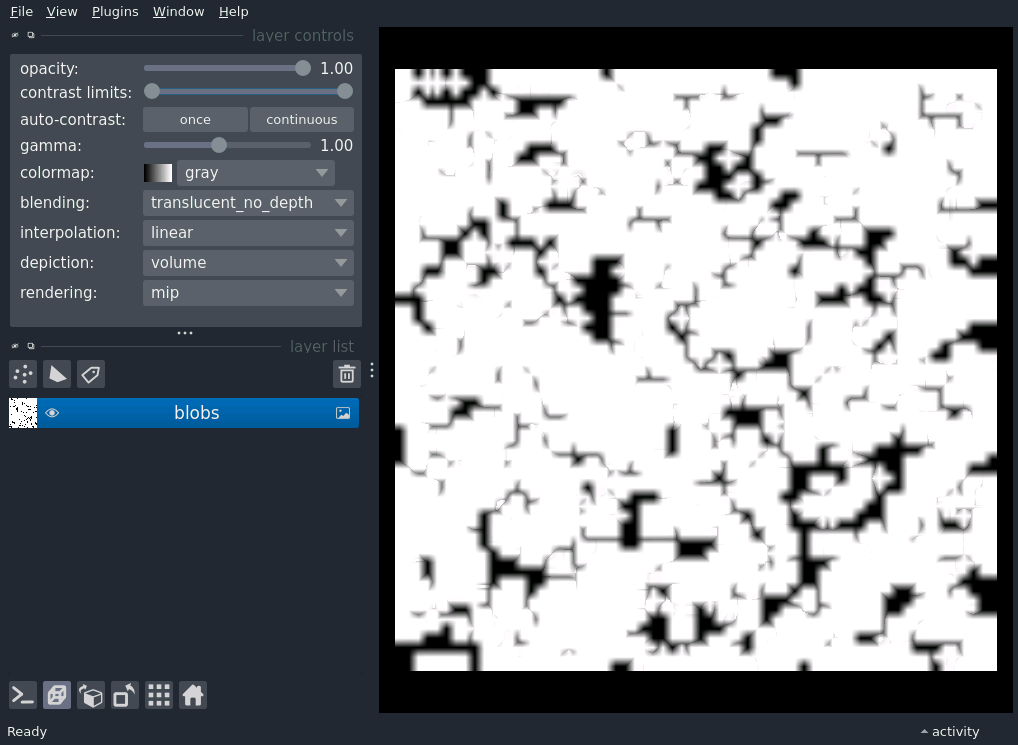 File View Plugins Window Help
layer controls
opacity: 1.00
contrast limits:
auto-contrast: once continuous
gamma: 1.00
colormap: gray
blending: translucent_no_depth
interpolation: linear
depiction: volume
rendering: mip
layer list
blobs
Ready
activity